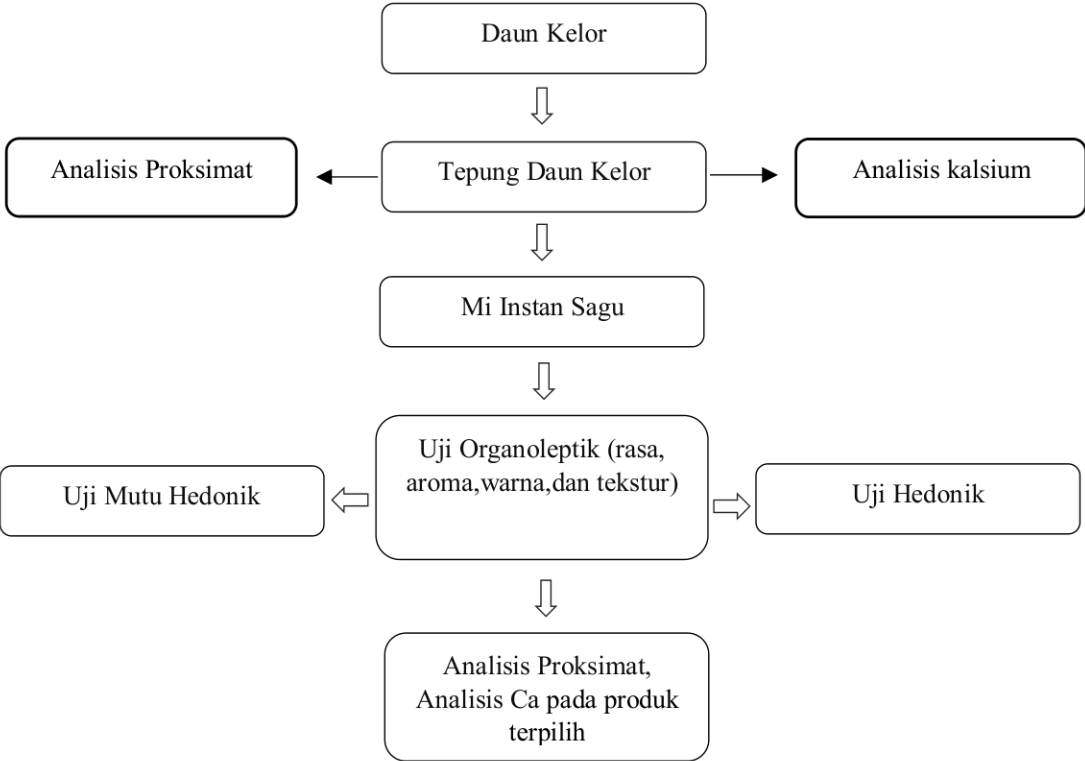 Daun Kelor
Analisis Proksimat
Tepung Daun Kelor
Analisis kalsium
Mi Instan Sagu
Uji Organoleptik (rasa,
aroma,warna,dan tekstur)
Uji Mutu Hedonik
Uji Hedonik
Analisis Proksimat,
Analisis Ca pada produk
terpilih